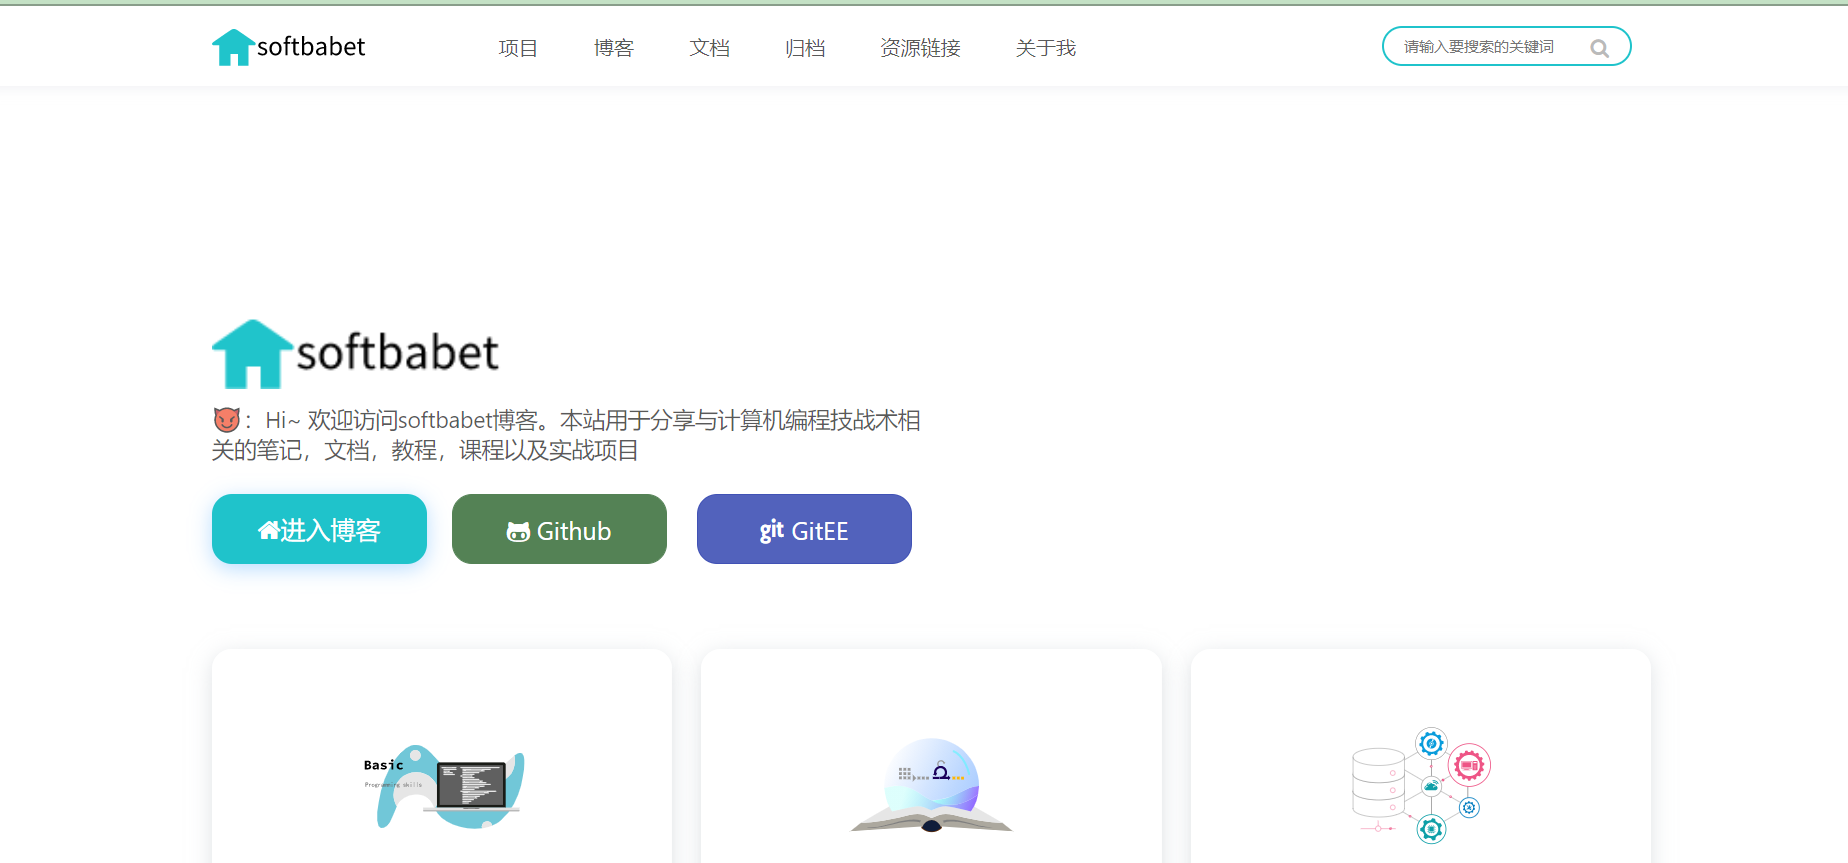 softbabet
项目 博客 文档 归档 资源链接 关于我
请输入要搜索的关键词
softbabet
：Hi~ 欢迎访问softbabet博客。本站用于分享与计算机编程技战术相
关的笔记，文档，教程，课程以及实战项目
进入博客
Github
git GitEE
Basic
Programming skills